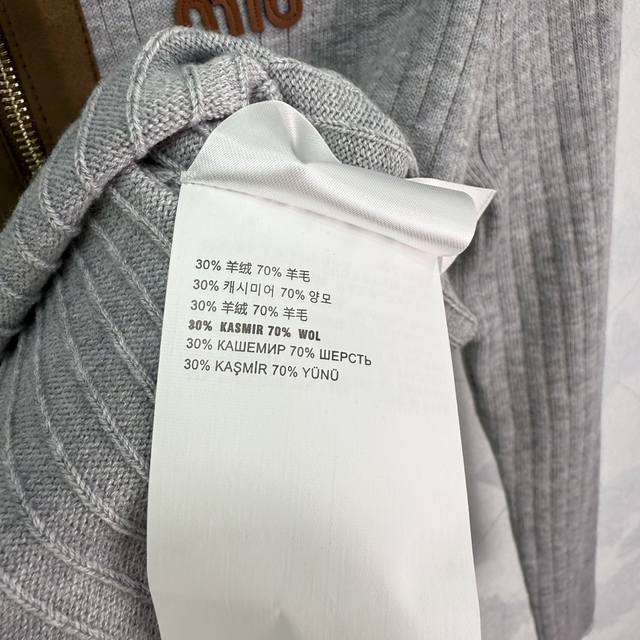 miu
30% 羊绒 70% 羊毛
30% 캐시미어 70% 양모
30% 羊绒 70% 羊毛
30% KASMIR 70% WOL
30% КАШЕМИР 70% ШЕРСТЬ
30% KAŞMİR 70% YÜNÜ